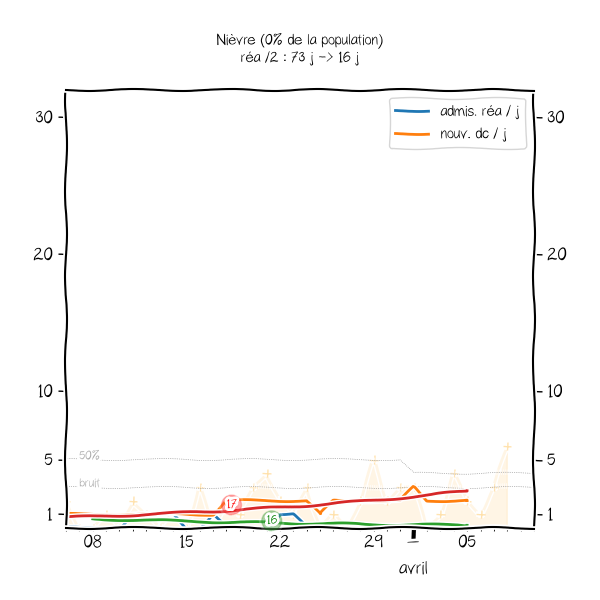 Nièvre (0% de la population)
réa /2 : 73 j -> 16 j
admis. réa / j
nouv. dc / j
30 30
20 20
10 10
5 50% 5
bruit
17
1 16 1
08 15 22 29 05
avril